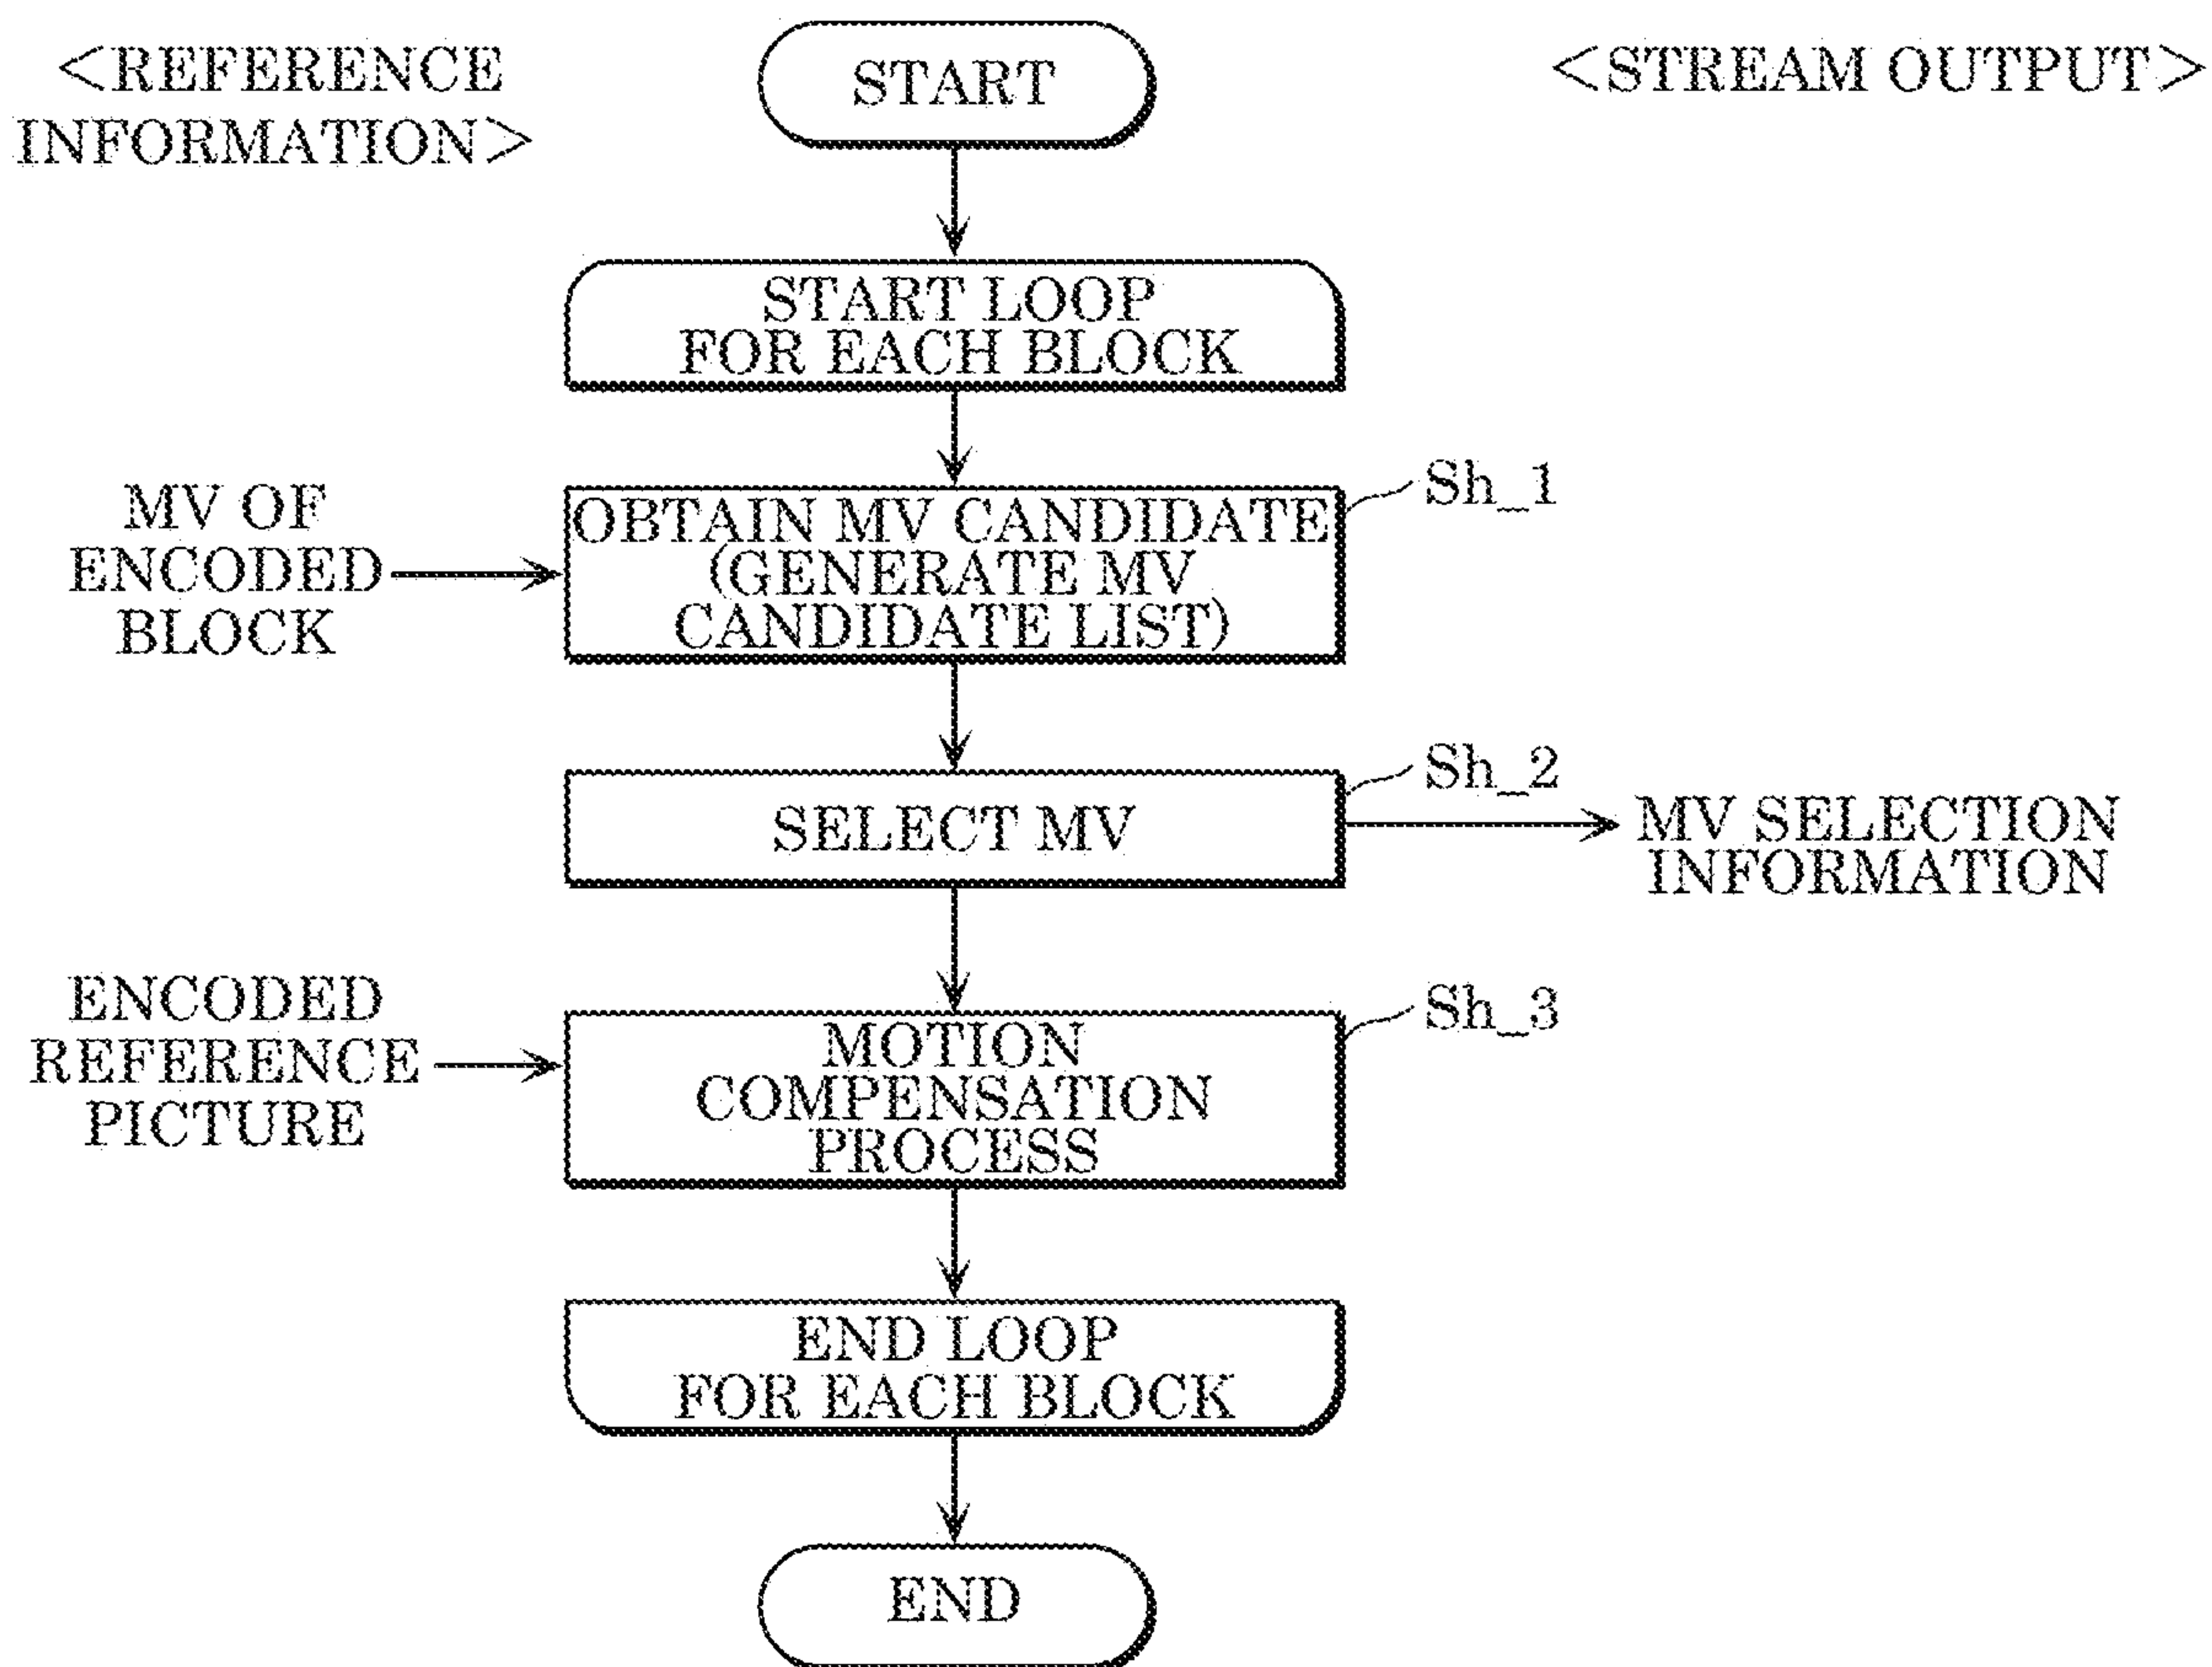 <REFERENCE
INFORMATION>
START
<STREAM OUTPUT>
START LOOP
FOR EACH BLOCK
MV OF
ENCODED
BLOCK
OBTAIN MV CANDIDATE
(GENERATE MV
CANDIDATE LIST)
Sh_1
SELECT MV
Sh_2
MV SELECTION
INFORMATION
ENCODED
REFERENCE
PICTURE
MOTION
COMPENSATION
PROCESS
Sh_3
END LOOP
FOR EACH BLOCK
END